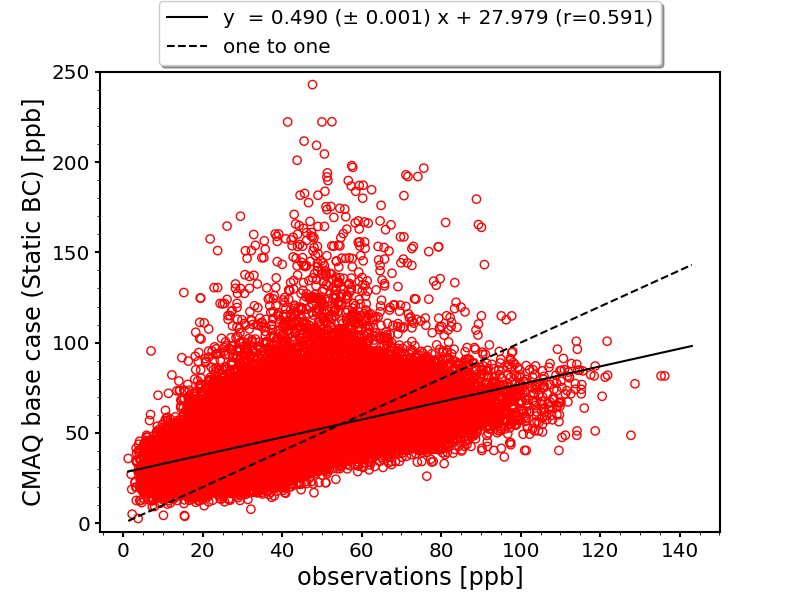 y = 0.490 (± 0.001) x + 27.979 (r=0.591)
one to one
250
200
150
100
50
0
CMAQ base case (Static BC) [ppb]
0 20 40 60 80 100 120 140
observations [ppb]